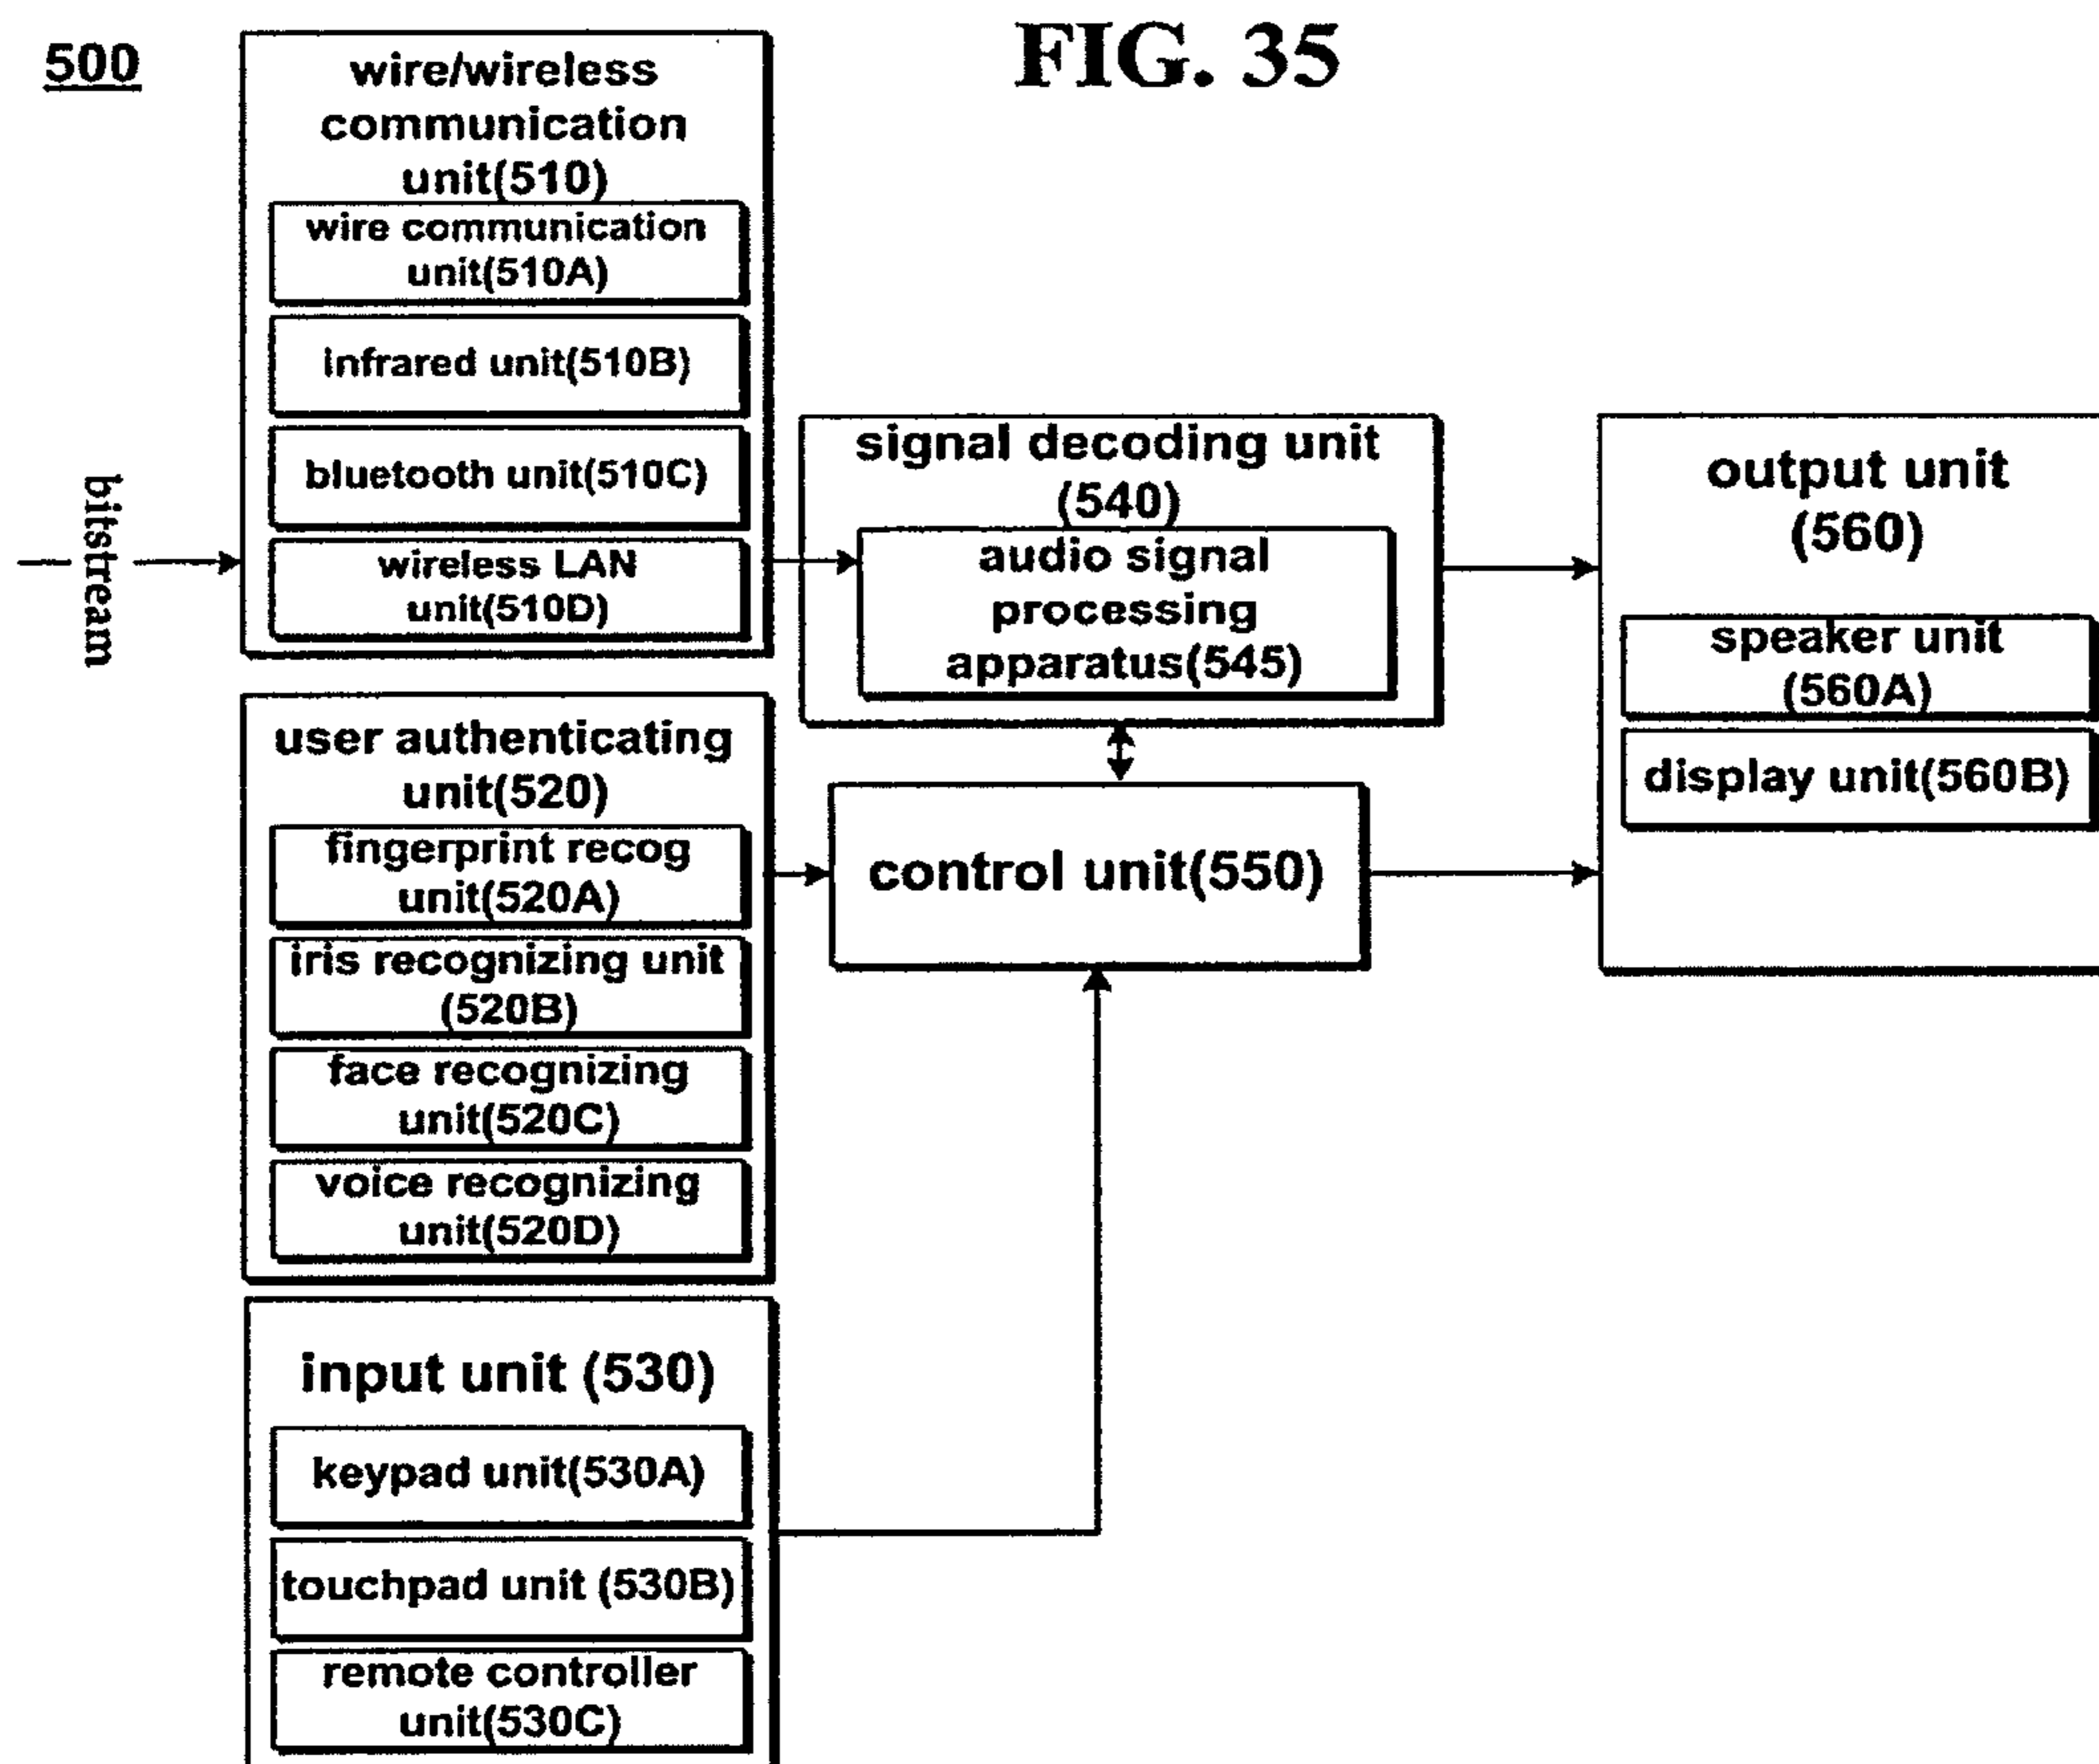 FIG. 35
500
wire/wireless
communication
unit(510)
wire communication
unit(510A)
infrared unit(510B)
bluetooth unit(510C)
wireless LAN
unit(510D)
bitstream
signal decoding unit
(540)
audio signal
processing
apparatus(545)
output unit
(560)
speaker unit
(560A)
display unit(560B)
user authenticating
unit(520)
fingerprint recog
unit(520A)
iris recognizing unit
(520B)
face recognizing
unit(520C)
voice recognizing
unit(520D)
control unit(550)
input unit (530)
keypad unit(530A)
touchpad unit (530B)
remote controller
unit(530C)